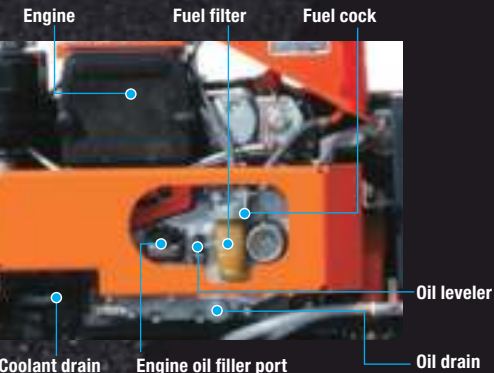 Engine
Fuel filter
Fuel cock
Oil leveler
Coolant drain
Engine oil filler port
Oil drain